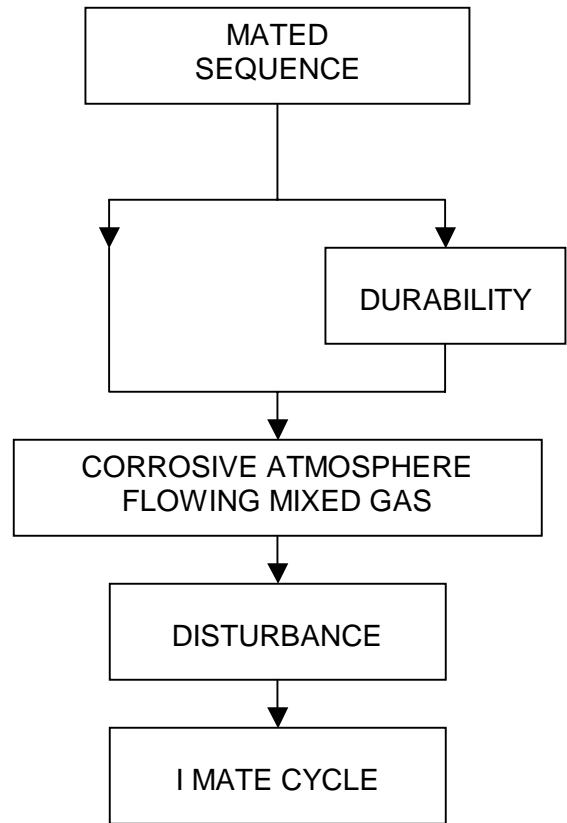 MATED
SEQUENCE
DURABILITY
CORROSIVE ATMOSPHERE
FLOWING MIXED GAS
DISTURBANCE
I MATE CYCLE